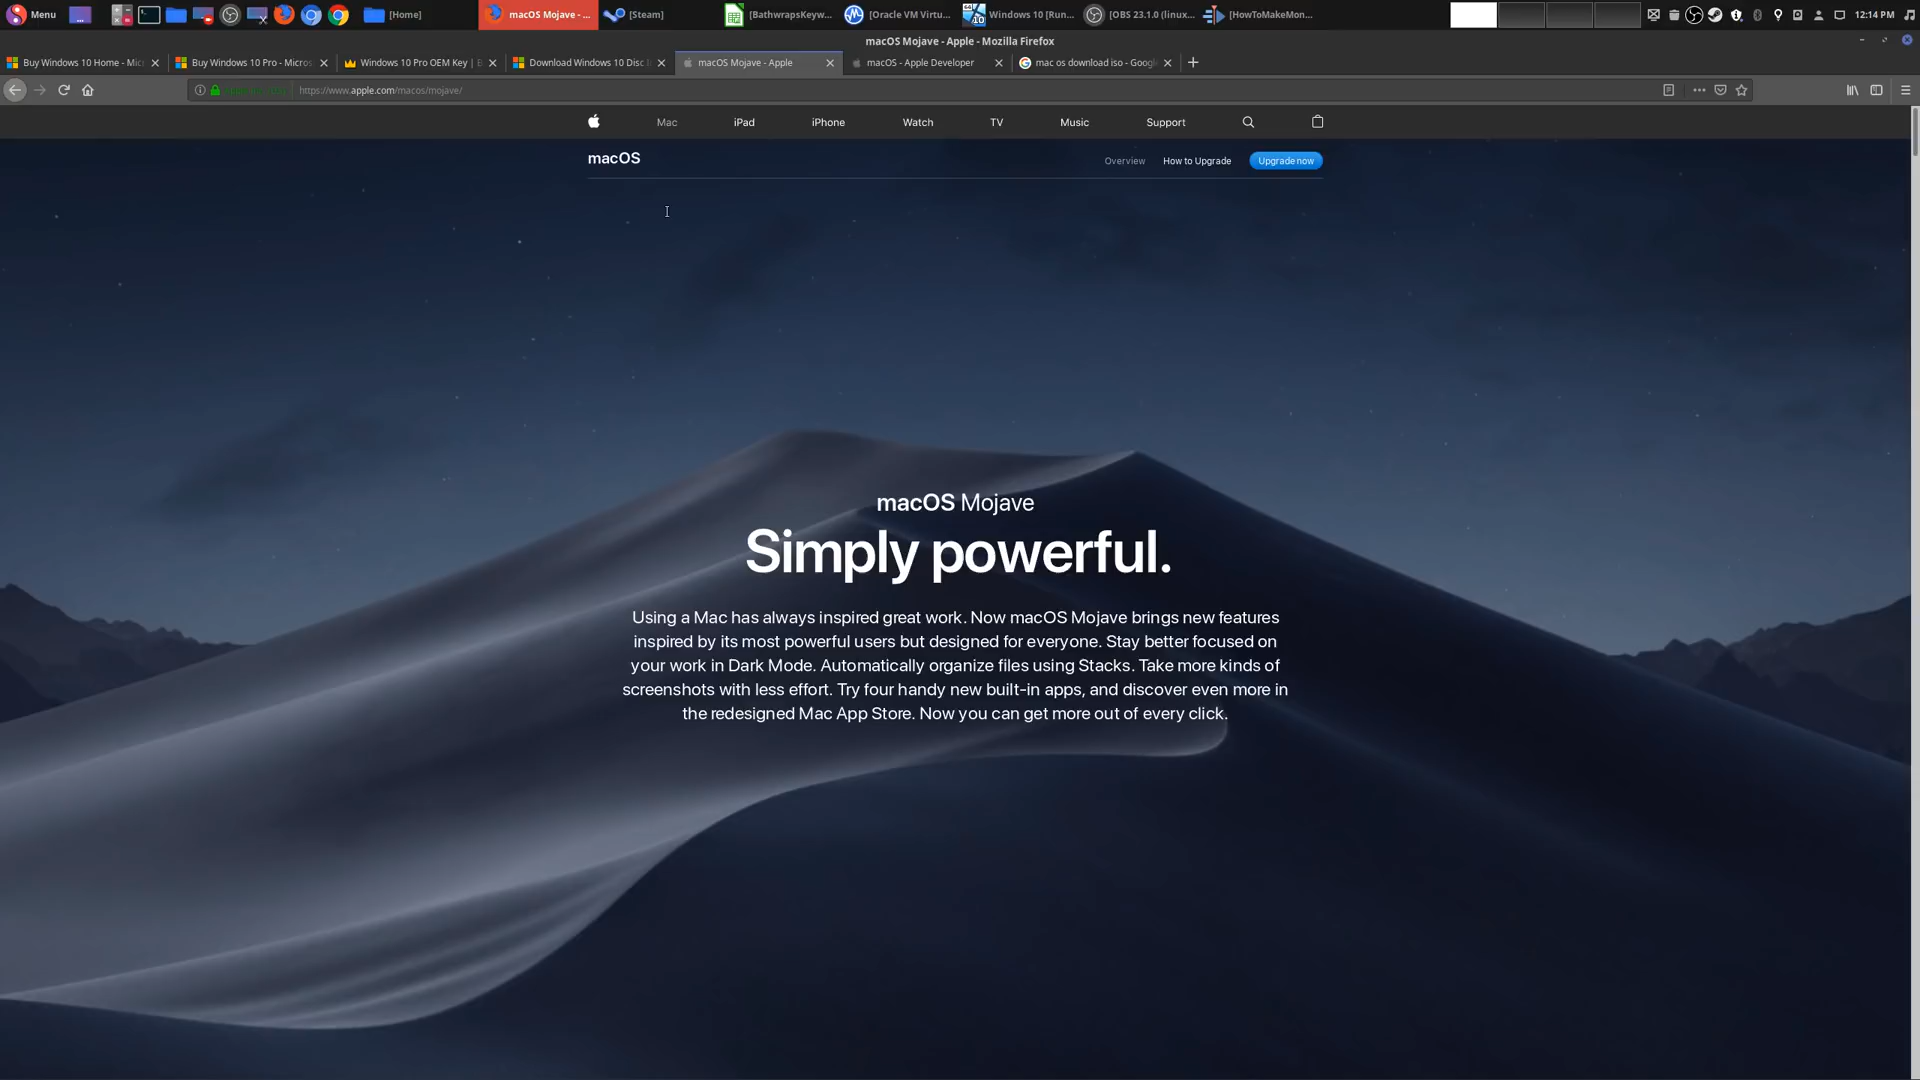 Menu
[Home]
macOS Mojave - ...
[Steam]
[BathwrapsKeyw...
[Oracle VM Virtu...
Windows 10 [Run...
[OBS 23.1.0 (linux...
[HowToMakeMon...
12:14 PM
macOS Mojave - Apple - Mozilla Firefox
Buy Windows 10 Home - Mic
Buy Windows 10 Pro - Micros
Windows 10 Pro OEM Key |
Download Windows 10 Disc
macOS Mojave - Apple
macOS - Apple Developer
mac os download iso - Google
https://www.apple.com/macos/mojave/
Mac
iPad
iPhone
Watch
TV
Music
Support
macOS
Overview
How to Upgrade
Upgrade now
macOS Mojave
Simply powerful.
Using a Mac has always inspired great work. Now macOS Mojave brings new features
inspired by its most powerful users but designed for everyone. Stay better focused on
your work in Dark Mode. Automatically organize files using Stacks. Take more kinds of
screenshots with less effort. Try four handy new built-in apps, and discover even more in
the redesigned Mac App Store. Now you can get more out of every click.